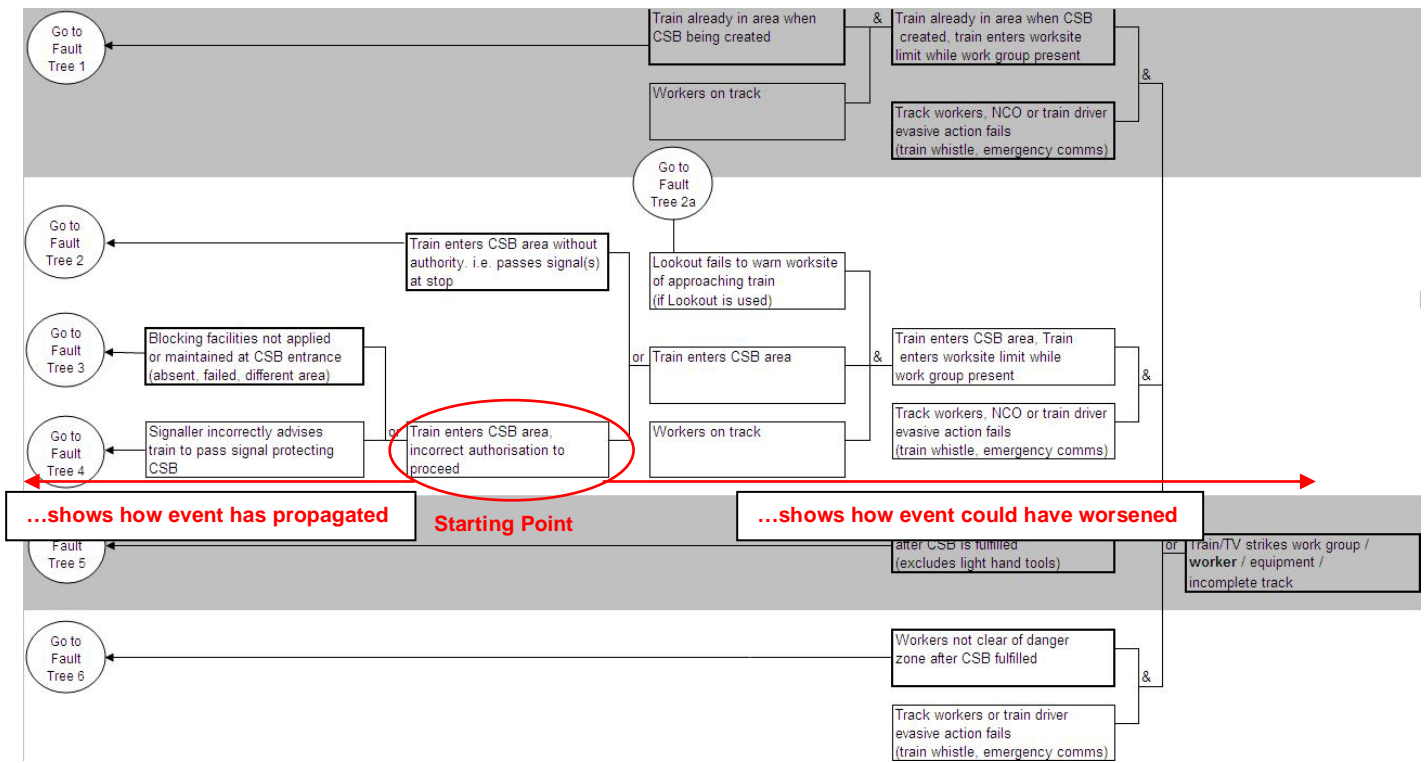 Go to
Fault
Tree 1
Train already in area when
CSB being created
&
Train already in area when CSB
created, train enters worksite
limit while work group present
&
Workers on track
Track workers, NCO or train driver
evasive action fails
(train whistle, emergency comms)
Go to
Fault
Tree 2a
Go to
Fault
Tree 2
Train enters CSB area without
authority. i.e. passes signal(s)
at stop
Lookout fails to warn worksite
of approaching train
(if Lookout is used)
Go to
Fault
Tree 3
Blocking facilities not applied
or maintained at CSB entrance
(absent, failed, different area)
or
Train enters CSB area
&
Train enters CSB area, Train
enters worksite limit while
work group present
&
Go to
Fault
Tree 4
Signaller incorrectly advises
train to pass signal protecting
CSB
or
Train enters CSB area,
incorrect authorisation to
proceed
Workers on track
Track workers, NCO or train driver
evasive action fails
(train whistle, emergency comms)
…shows how event has propagated
Starting Point
…shows how event could have worsened
Fault
Tree 5
after CSB is fulfilled
(excludes light hand tools)
or
Train/TV strikes work group /
worker / equipment /
incomplete track
Go to
Fault
Tree 6
Workers not clear of danger
zone after CSB fulfilled
&
Track workers or train driver
evasive action fails
(train whistle, emergency comms)